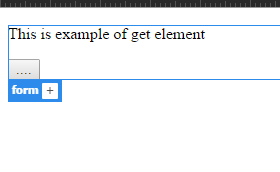 This is example of get element
....
form +